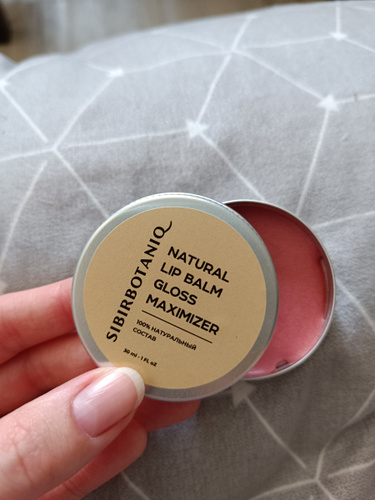 SIBIRBOTANIQ
NATURAL
LIP BALM
GLOSS
MAXIMIZER
100% НАТУРАЛЬНЫЙ
СОСТАВ
30 ml - 1 FL oZ